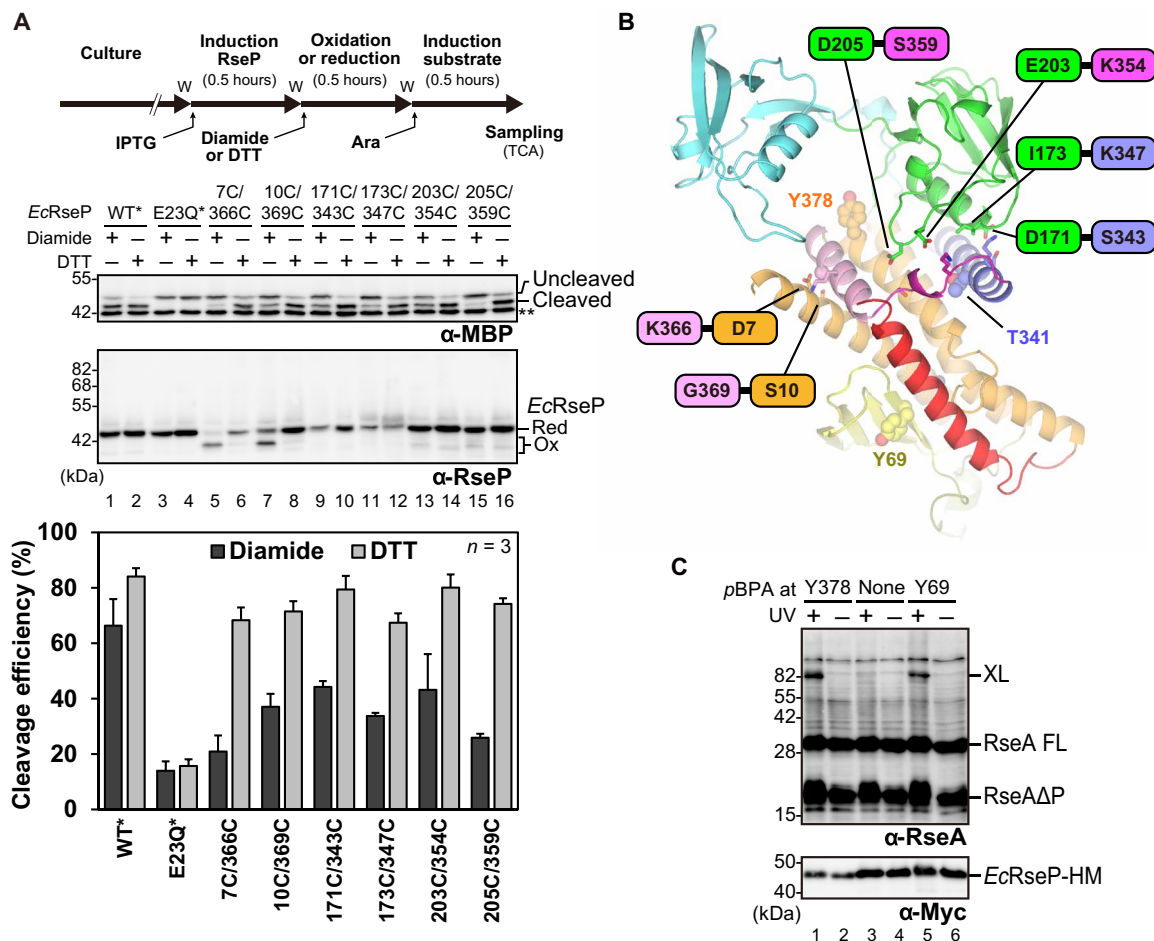 A
Culture
Induction RseP (0.5 hours)
Oxidation or reduction (0.5 hours)
Induction substrate (0.5 hours)
W W W
IPTG
Diamide or DTT
Ara
Sampling (TCA)
EcRseP
WT*
E23Q*
7C/366C
10C/369C
171C/343C
173C/347C
203C/354C
205C/359C
Diamide + – + – + – + – + – + – + – + –
DTT – + – + – + – + – + – + – + – +
55
42
Uncleaved
Cleaved
**
α-MBP
82
68
55
42
(kDa)
EcRseP
Red
Ox
α-RseP
1 2 3 4 5 6 7 8 9 10 11 12 13 14 15 16
Cleavage efficiency (%)
100
80
60
40
20
0
Diamide
DTT
n = 3
WT*
E23Q*
7C/366C
10C/369C
171C/343C
173C/347C
203C/354C
205C/359C
B
D205 S359
E203 K354
I173 K347
D171 S343
Y378
K366 D7
G369 S10
T341
Y69
C
pBPA at Y378 None Y69
UV + – + – + –
82
55
42
28
15
XL
RseA FL
RseAΔP
α-RseA
50
40
(kDa)
EcRseP-HM
α-Myc
1 2 3 4 5 6